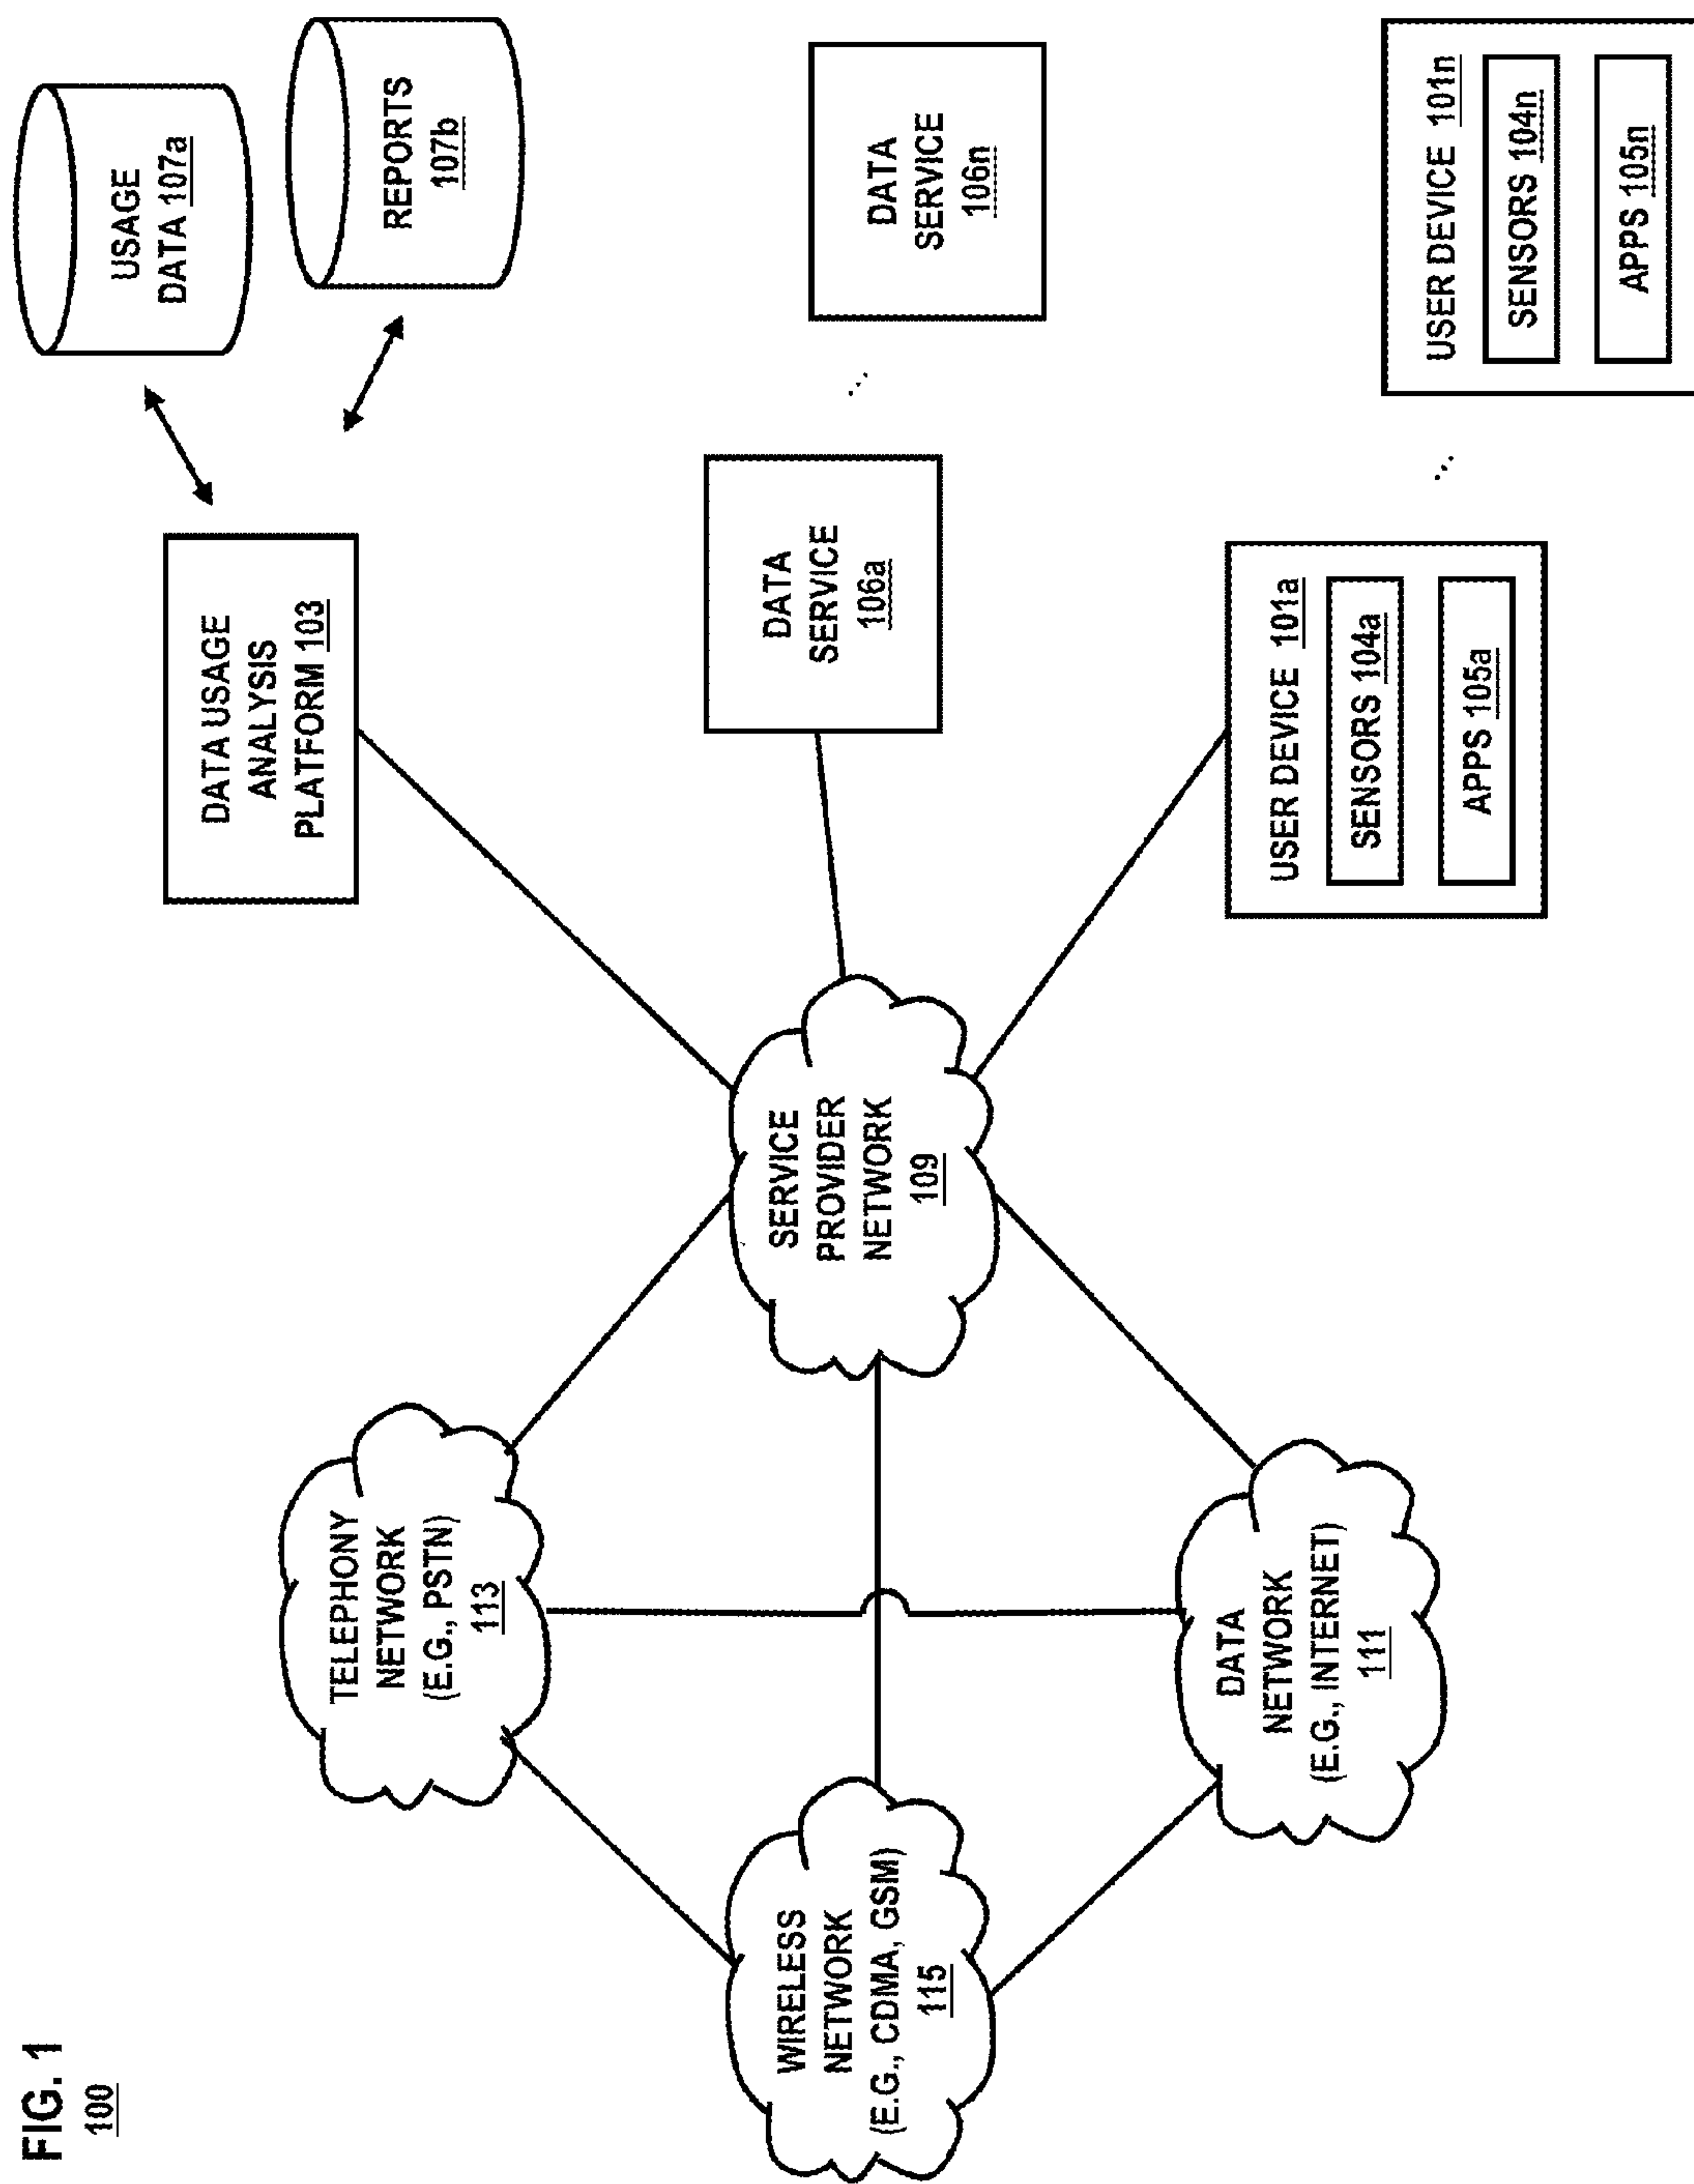 FIG. 1
100
WIRELESS
NETWORK
(E.G., CDMA, GSM)
115
TELEPHONY
NETWORK
(E.G., PSTN)
113
DATA
NETWORK
(E.G., INTERNET)
111
SERVICE
PROVIDER
NETWORK
109
DATA USAGE
ANALYSIS
PLATFORM 103
USAGE
DATA 107a
REPORTS
107b
DATA
SERVICE
106a
...
DATA
SERVICE
106n
USER DEVICE 101a
SENSORS 104a
APPS 105a
...
USER DEVICE 101n
SENSORS 104n
APPS 105n